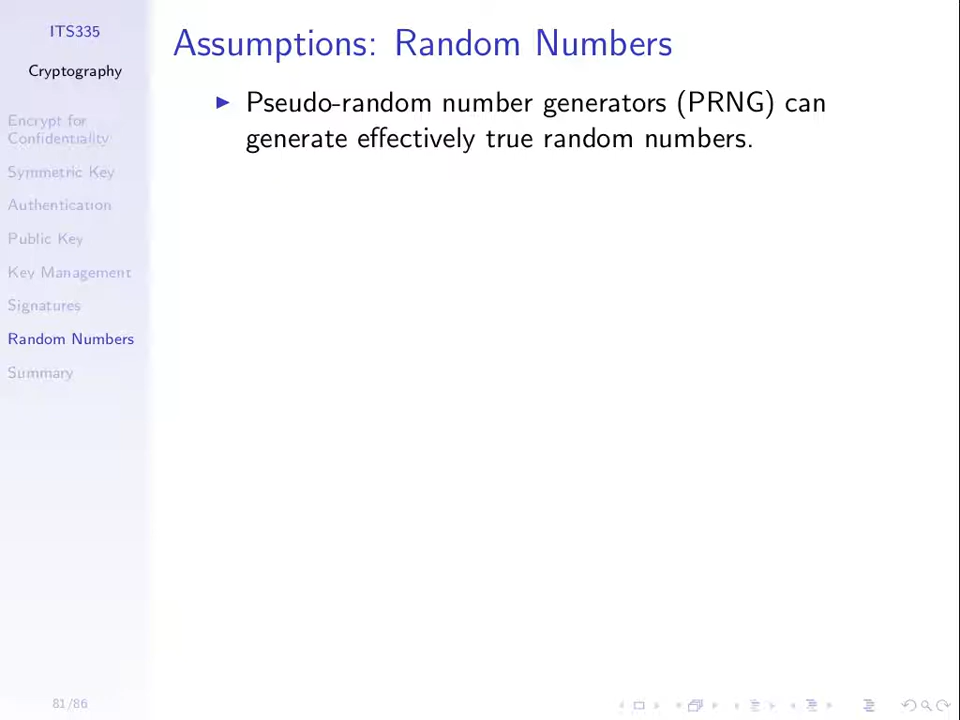 ITS335
Cryptography
Encrypt for
Confidentiality
Symmetric Key
Authentication
Public Key
Key Management
Signatures
Random Numbers
Summary
Assumptions: Random Numbers
Pseudo-random number generators (PRNG) can
generate effectively true random numbers.
81/86